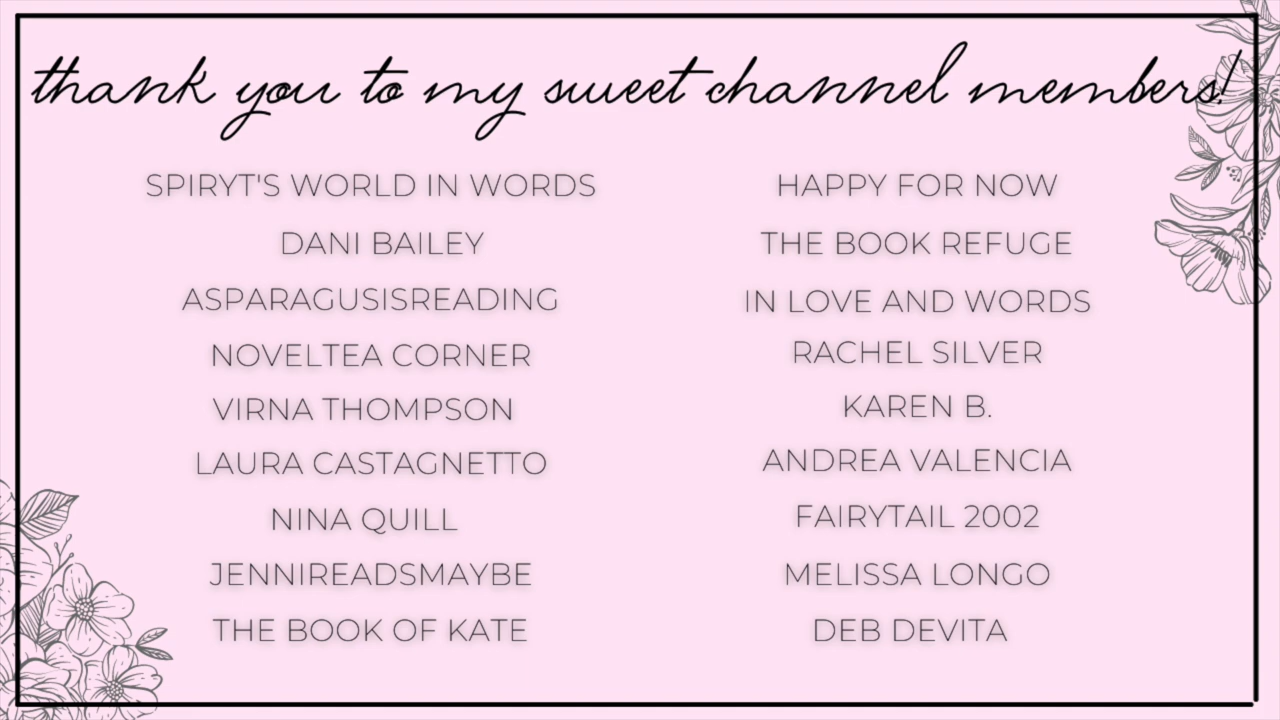 thank you to my sweet channel members!
SPIRYT'S WORLD IN WORDS
DANI BAILEY
ASPARAGUSISREADING
NOVELTEA CORNER
VIRNA THOMPSON
LAURA CASTAGNETTO
NINA QUILL
JENNIREADSMAYBE
THE BOOK OF KATE
HAPPY FOR NOW
THE BOOK REFUGE
IN LOVE AND WORDS
RACHEL SILVER
KAREN B.
ANDREA VALENCIA
FAIRYTAIL 2002
MELISSA LONGO
DEB DEVITA